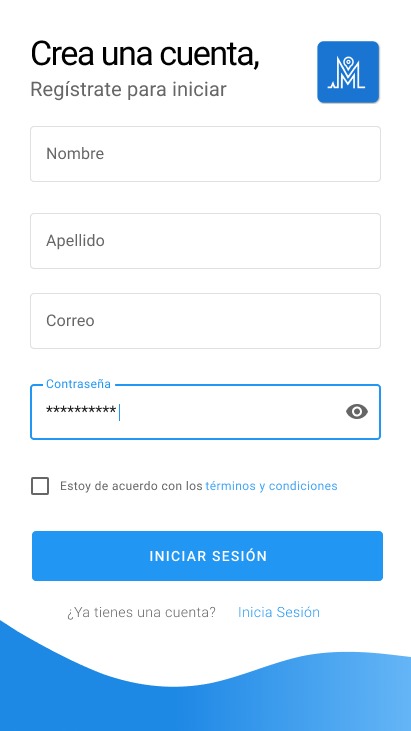 Crea una cuenta,
Regístrate para iniciar
Nombre
Apellido
Correo
Contraseña
**********
Estoy de acuerdo con los términos y condiciones
INICIAR SESIÓN
¿Ya tienes una cuenta? Inicia Sesión